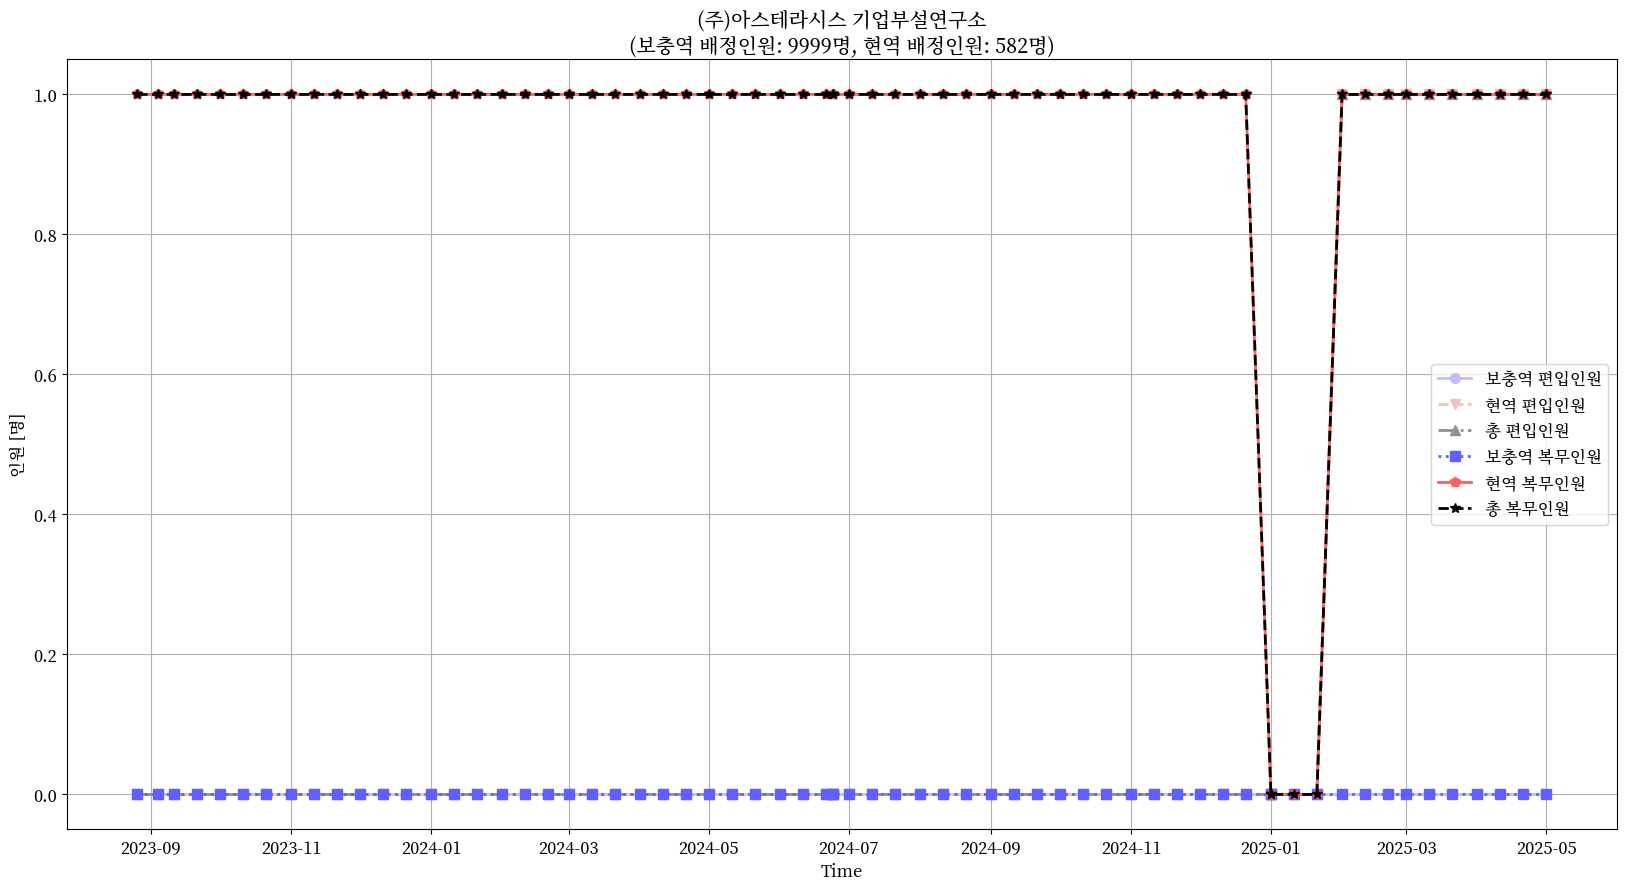 (주)아스테라시스 기업부설연구소
(보충역 배정인원: 9999명, 현역 배정인원: 582명)
1.0
0.8
0.6
0.4
0.2
0.0
인원 [명]
보충역 편입인원
현역 편입인원
총 편입인원
보충역 복무인원
현역 복무인원
총 복무인원
2023-09 2023-11 2024-01 2024-03 2024-05 2024-07 2024-09 2024-11 2025-01 2025-03 2025-05
Time